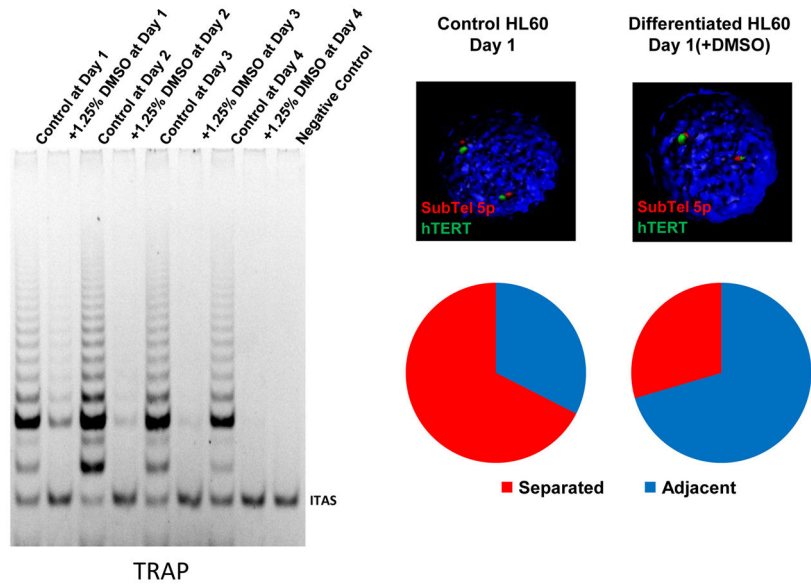 Control at Day 1
+1.25% DMSO at Day 1
Control at Day 2
+1.25% DMSO at Day 2
Control at Day 3
+1.25% DMSO at Day 3
Control at Day 4
+1.25% DMSO at Day 4
Negative Control
ITAS
TRAP
Control HL60
Day 1
SubTel 5p
hTERT
Differentiated HL60
Day 1(+DMSO)
SubTel 5p
hTERT
Separated
Adjacent